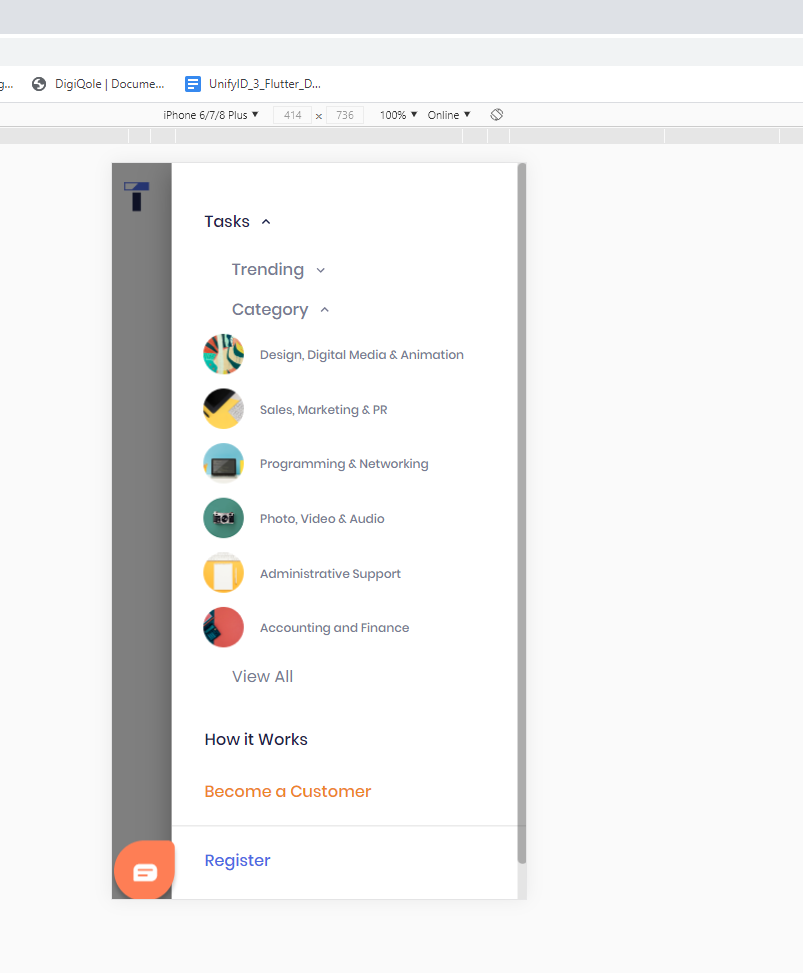 g...
DigiQole | Docume...
UnifyID_3_Flutter_D...
iPhone 6/7/8 Plus ▼ 414 × 736 100% ▼ Online ▼
T
Tasks
Trending
Category
Design, Digital Media & Animation
Sales, Marketing & PR
Programming & Networking
Photo, Video & Audio
Administrative Support
Accounting and Finance
View All
How it Works
Become a Customer
Register